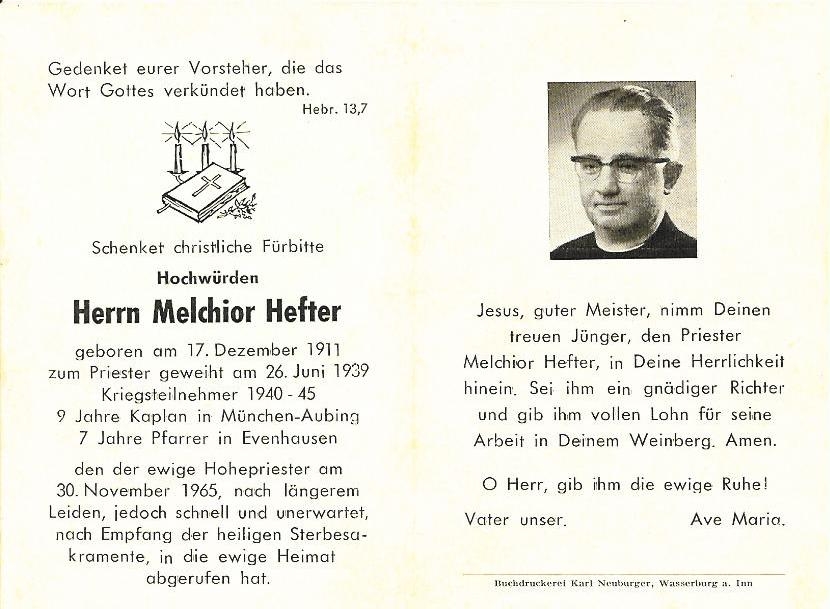 Gedenket eurer Vorsteher, die das
Wort Gottes verkündet haben.
Hebr. 13,7
Schenket christliche Fürbitte
Hochwürden
Herrn Melchior Hefter
geboren am 17. Dezember 1911
zum Priester geweiht am 26. Juni 1939
Kriegsteilnehmer 1940 - 45
9 Jahre Kaplan in München-Aubing
7 Jahre Pfarrer in Evenhausen
den der ewige Hohepriester am
30. November 1965, nach längerem
Leiden, jedoch schnell und unerwartet,
nach Empfang der heiligen Sterbesa-
kramente, in die ewige Heimat
abgerufen hat.
Jesus, guter Meister, nimm Deinen
treuen Jünger, den Priester
Melchior Hefter, in Deine Herrlichkeit
hinein. Sei ihm ein gnädiger Richter
und gib ihm vollen Lohn für seine
Arbeit in Deinem Weinberg. Amen.
O Herr, gib ihm die ewige Ruhe!
Vater unser. Ave Maria.
Buchdruckerei Karl Neuburger, Wasserburg a. Inn